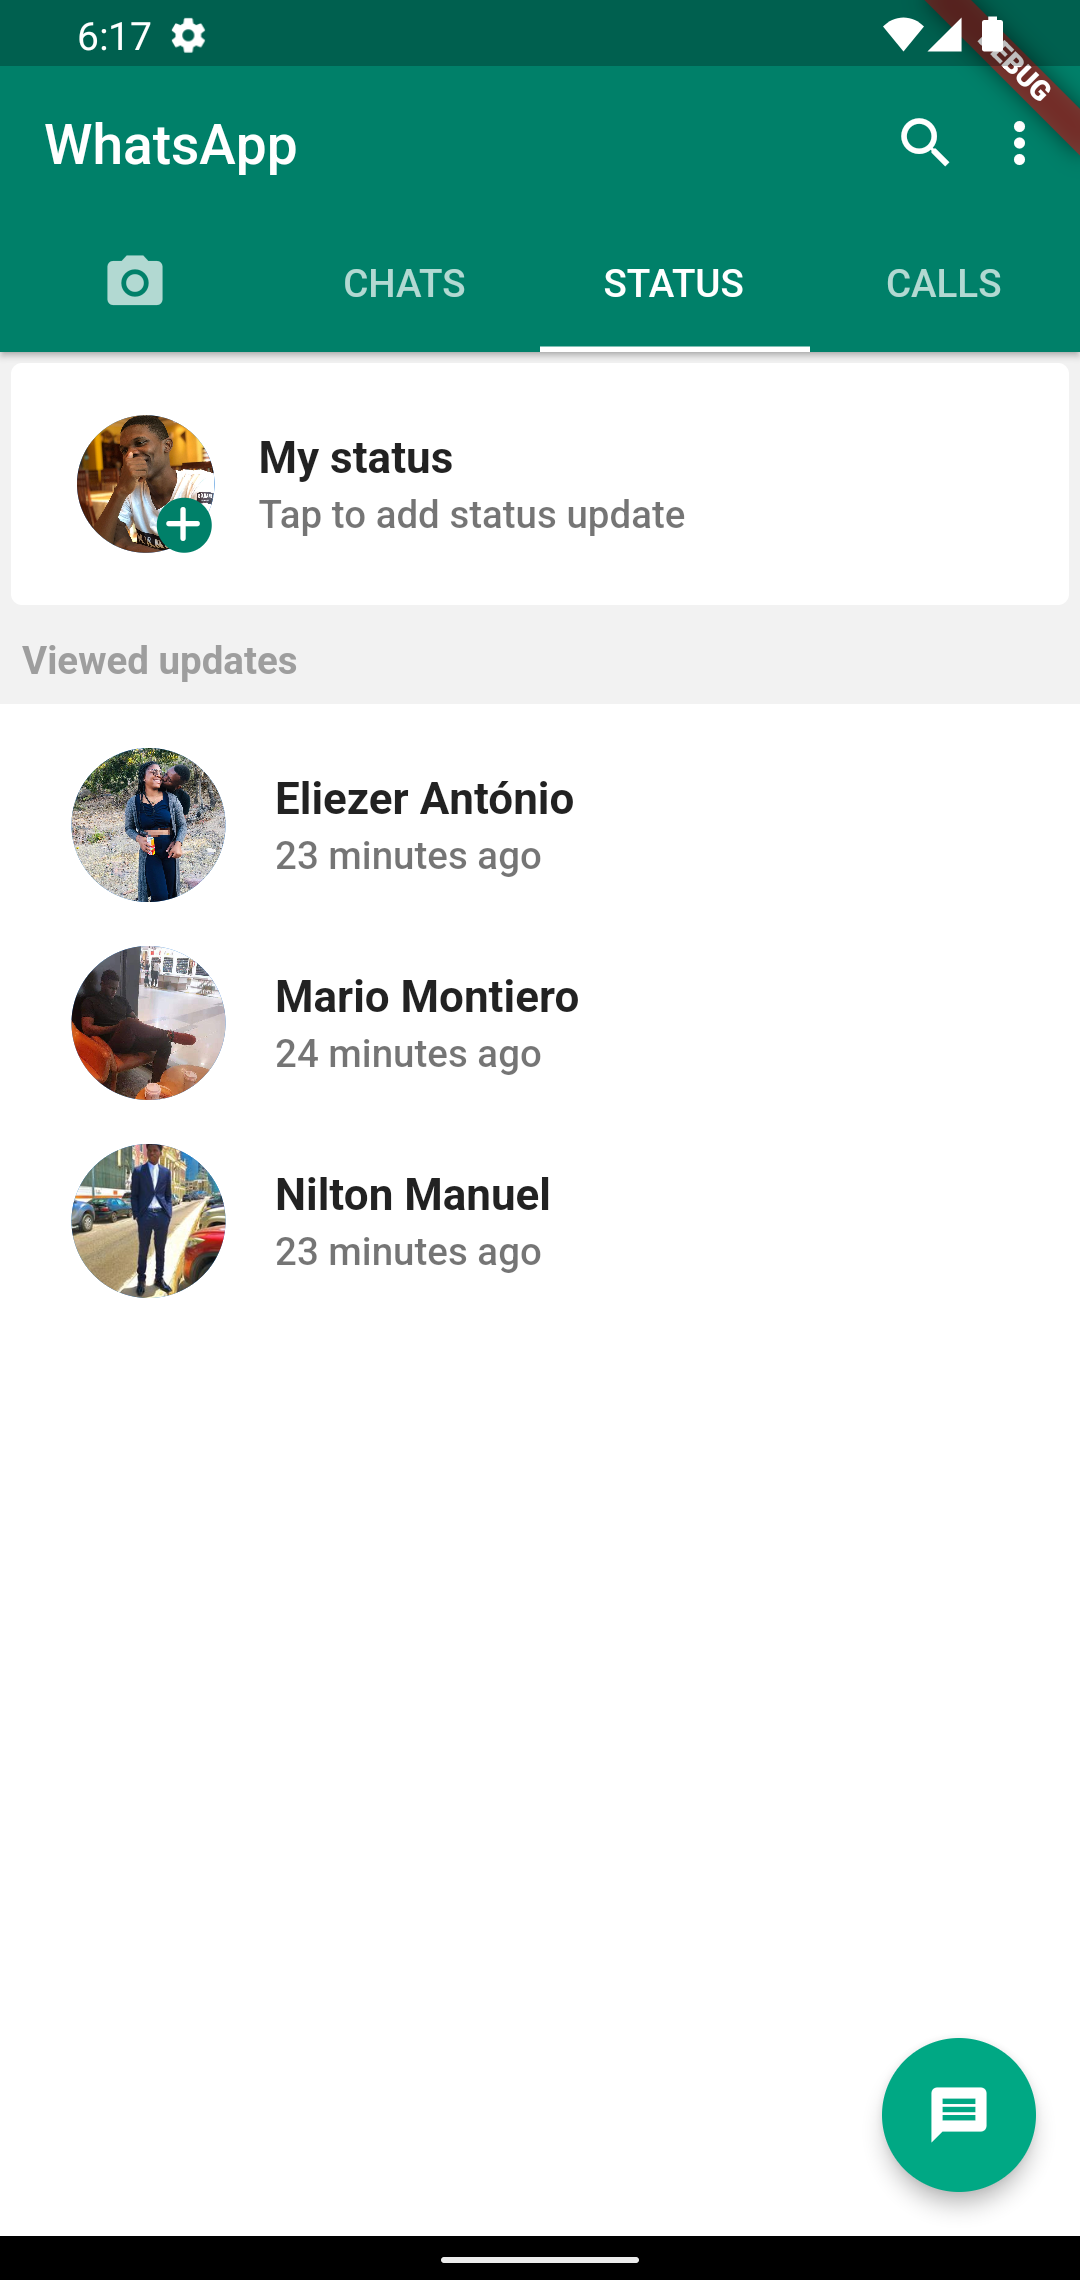 6:17
DEBUG
WhatsApp
CHATS STATUS CALLS
My status
Tap to add status update
Viewed updates
Eliezer António
23 minutes ago
Mario Montiero
24 minutes ago
Nilton Manuel
23 minutes ago